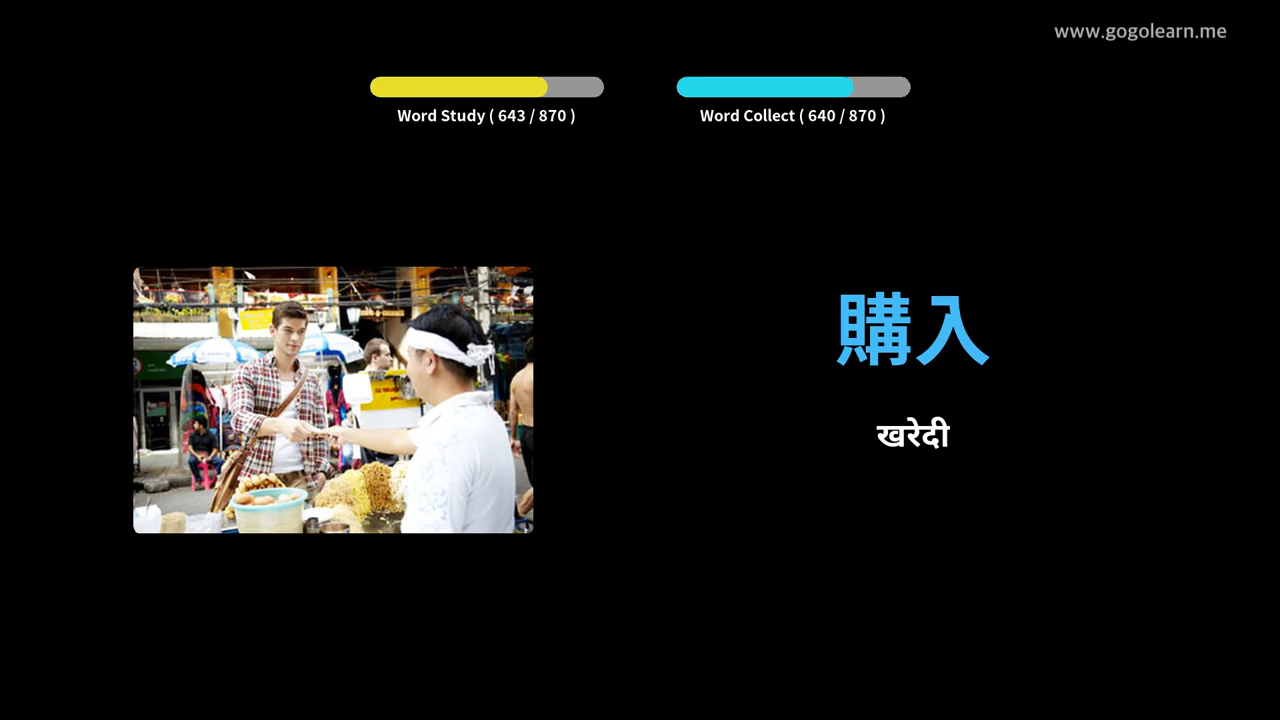 www.gogolearn.me
Word Study ( 643 / 870 )
Word Collect ( 640 / 870 )
購入
खरेदी